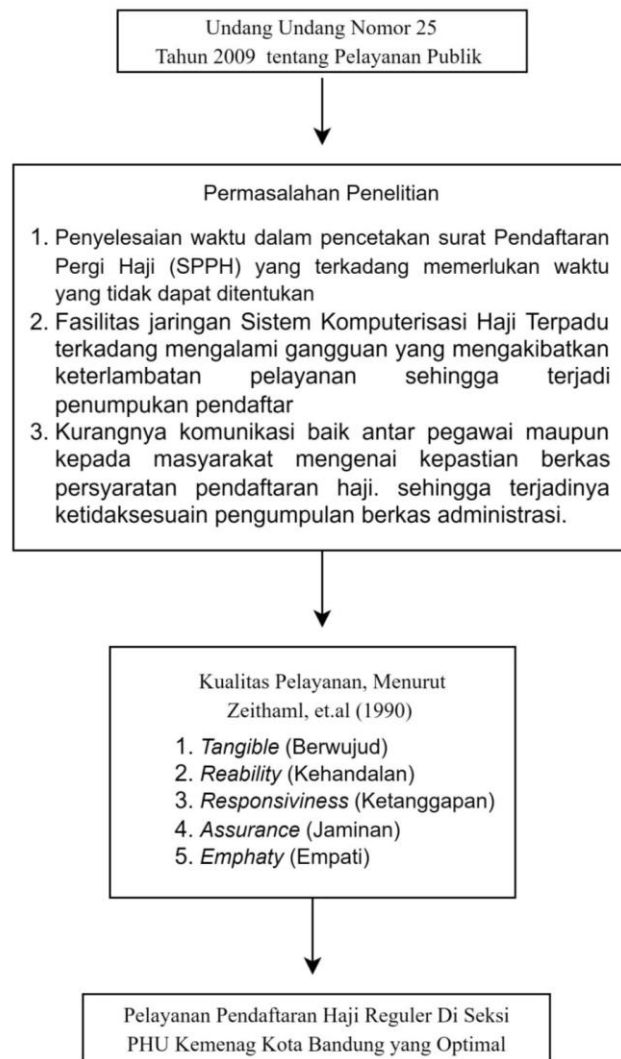 Undang Undang Nomor 25
Tahun 2009 tentang Pelayanan Publik
Permasalahan Penelitian
1. Penyelesaian waktu dalam pencetakan surat Pendaftaran
Pergi Haji (SPPH) yang terkadang memerlukan waktu
yang tidak dapat ditentukan
2. Fasilitas jaringan Sistem Komputerisasi Haji Terpadu
terkadang mengalami gangguan yang mengakibatkan
keterlambatan pelayanan sehingga terjadi
penumpukan pendaftar
3. Kurangnya komunikasi baik antar pegawai maupun
kepada masyarakat mengenai kepastian berkas
persyaratan pendaftaran haji. sehingga terjadinya
ketidaksesuain pengumpulan berkas administrasi.
Kualitas Pelayanan, Menurut
Zeithaml, et.al (1990)
1. Tangible (Berwujud)
2. Reability (Kehandalan)
3. Responsiviness (Ketanggapan)
4. Assurance (Jaminan)
5. Emphaty (Empati)
Pelayanan Pendaftaran Haji Reguler Di Seksi
PHU Kemenag Kota Bandung yang Optimal